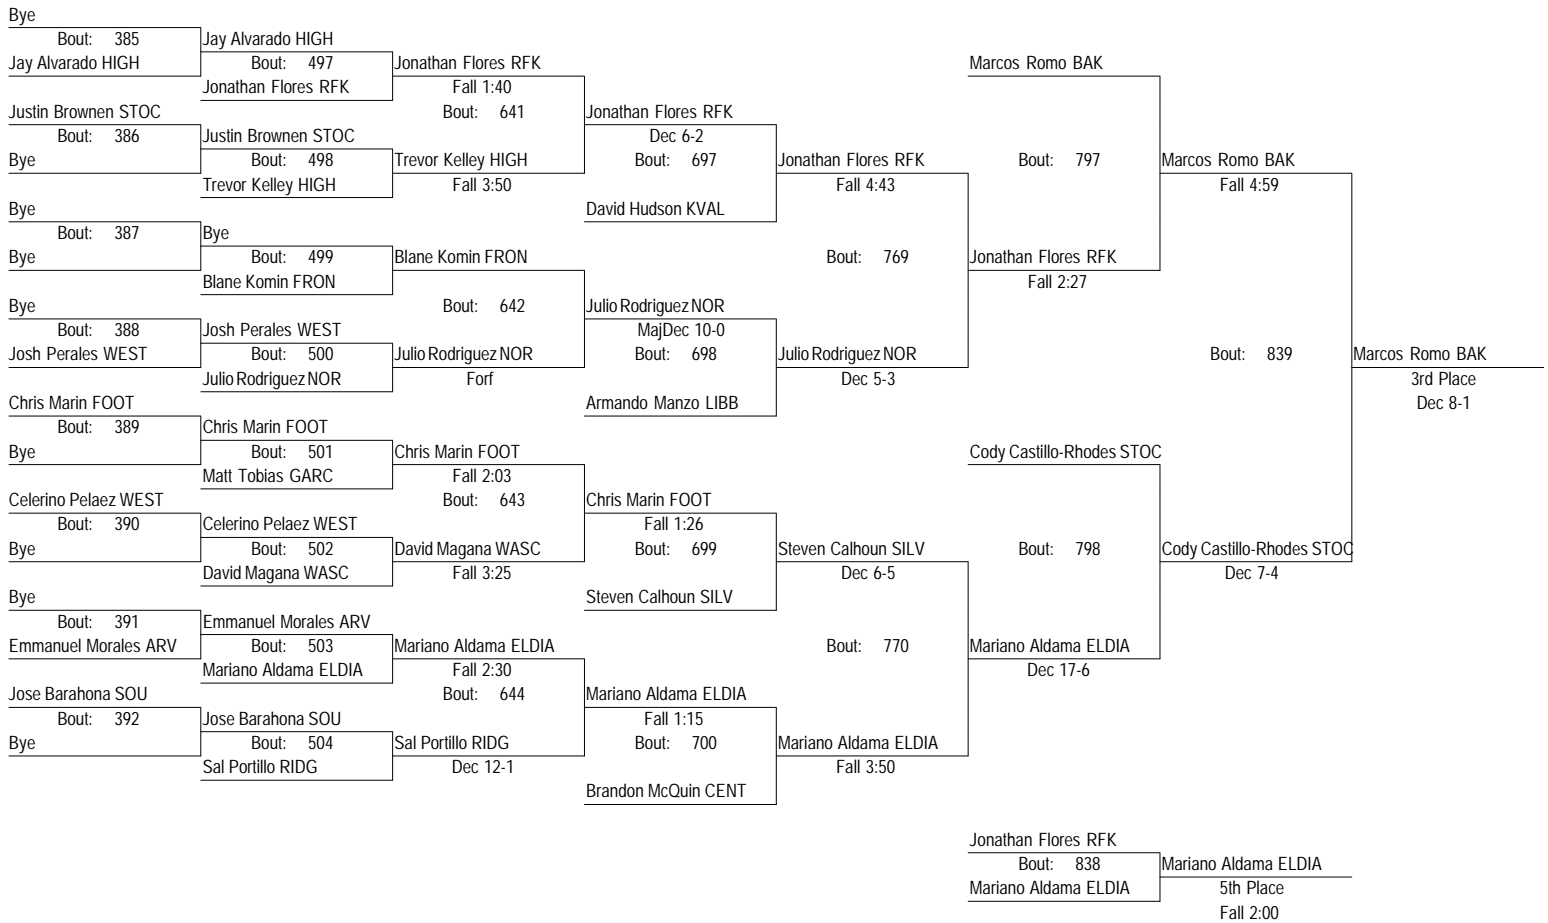 Bye
Bout: 385
Jay Alvarado HIGH
Justin Brownen STOC
Bout: 386
Bye
Bye
Bout: 387
Bye
Bye
Bout: 388
Josh Perales WEST
Chris Marin FOOT
Bout: 389
Bye
Celerino Pelaez WEST
Bout: 390
Bye
Bye
Bout: 391
Emmanuel Morales ARV
Jose Barahona SOU
Bout: 392
Bye
Jay Alvarado HIGH
Bout: 497
Jonathan Flores RFK
Justin Brownen STOC
Bout: 498
Trevor Kelley HIGH
Bye
Bout: 499
Blane Komin FRON
Josh Perales WEST
Bout: 500
Julio Rodriguez NOR
Chris Marin FOOT
Bout: 501
Matt Tobias GARC
Celerino Pelaez WEST
Bout: 502
David Magana WASC
Emmanuel Morales ARV
Bout: 503
Mariano Aldama ELDIA
Jose Barahona SOU
Bout: 504
Sal Portillo RIDG
Jonathan Flores RFK
Fall 1:40
Bout: 641
Trevor Kelley HIGH
Fall 3:50
Blane Komin FRON
Bout: 642
Julio Rodriguez NOR
Forf
Chris Marin FOOT
Fall 2:03
Bout: 643
David Magana WASC
Fall 3:25
Mariano Aldama ELDIA
Fall 2:30
Bout: 644
Sal Portillo RIDG
Dec 12-1
Jonathan Flores RFK
Dec 6-2
Bout: 697
David Hudson KVAL
Julio Rodriguez NOR
MajDec 10-0
Bout: 698
Armando Manzo LIBB
Chris Marin FOOT
Fall 1:26
Bout: 699
Steven Calhoun SILV
Mariano Aldama ELDIA
Fall 1:15
Bout: 700
Brandon McQuin CENT
Jonathan Flores RFK
Fall 4:43
Bout: 769
Julio Rodriguez NOR
Dec 5-3
Steven Calhoun SILV
Dec 6-5
Bout: 770
Mariano Aldama ELDIA
Fall 3:50
Marcos Romo BAK
Bout: 797
Jonathan Flores RFK
Fall 2:27
Cody Castillo-Rhodes STOC
Bout: 798
Mariano Aldama ELDIA
Dec 17-6
Marcos Romo BAK
Fall 4:59
Bout: 839
Cody Castillo-Rhodes STOC
Dec 7-4
Marcos Romo BAK
3rd Place
Dec 8-1
Jonathan Flores RFK
Bout: 838
Mariano Aldama ELDIA
Mariano Aldama ELDIA
5th Place
Fall 2:00